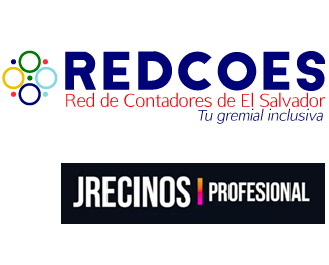 REDCOES
Red de Contadores de El Salvador
Tu gremial inclusiva
JRECINOS | PROFESIONAL